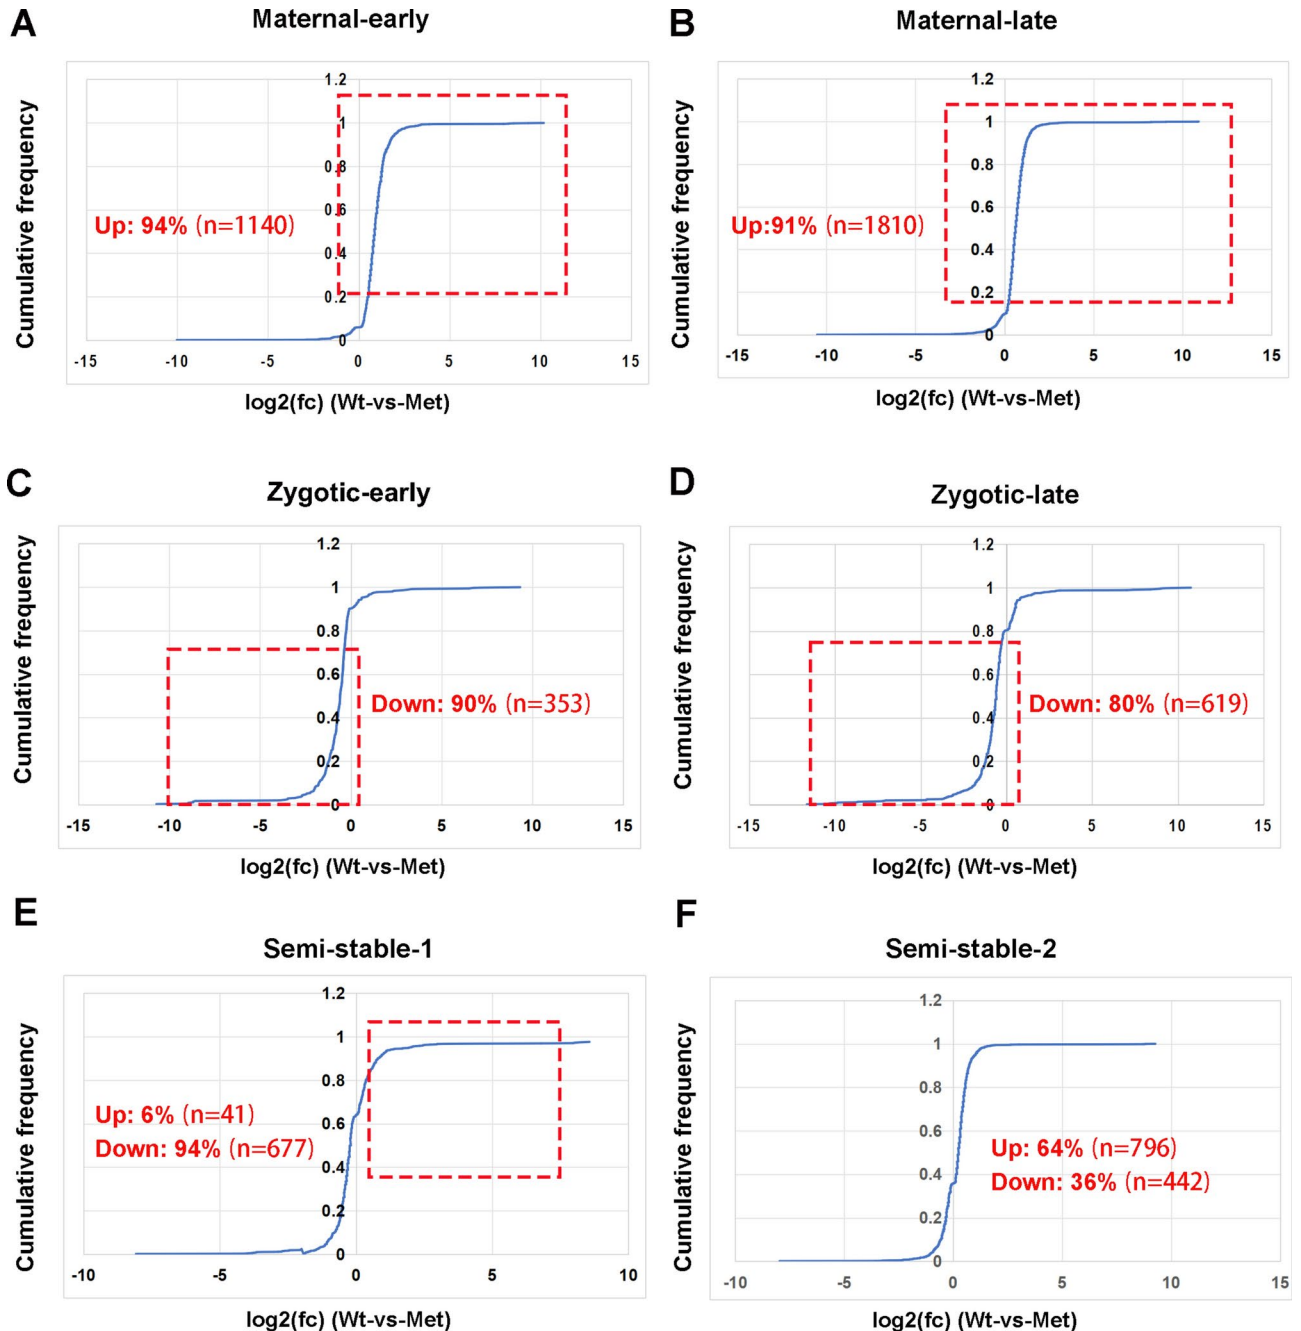 A
Maternal-early
Cumulative frequency
1.2
1
0.8
0.6
0.4
0.2
0
Up: 94% (n=1140)
-15 -10 -5 0 5 10 15
log2(fc) (Wt-vs-Met)
B
Maternal-late
Cumulative frequency
1.2
1
0.8
0.6
0.4
0.2
0
Up:91% (n=1810)
-15 -10 -5 0 5 10 15
log2(fc) (Wt-vs-Met)
C
Zygotic-early
Cumulative frequency
1.2
1
0.8
0.6
0.4
0.2
0
Down: 90% (n=353)
-15 -10 -5 0 5 10 15
log2(fc) (Wt-vs-Met)
D
Zygotic-late
Cumulative frequency
1.2
1
0.8
0.6
0.4
0.2
0
Down: 80% (n=619)
-15 -10 -5 0 5 10 15
log2(fc) (Wt-vs-Met)
E
Semi-stable-1
Cumulative frequency
1.2
1
0.8
0.6
0.4
0.2
0
Up: 6% (n=41)
Down: 94% (n=677)
-10 -5 0 5 10
log2(fc) (Wt-vs-Met)
F
Semi-stable-2
Cumulative frequency
1.2
1
0.8
0.6
0.4
0.2
0
Up: 64% (n=796)
Down: 36% (n=442)
-10 -5 0 5 10 15
log2(fc) (Wt-vs-Met)